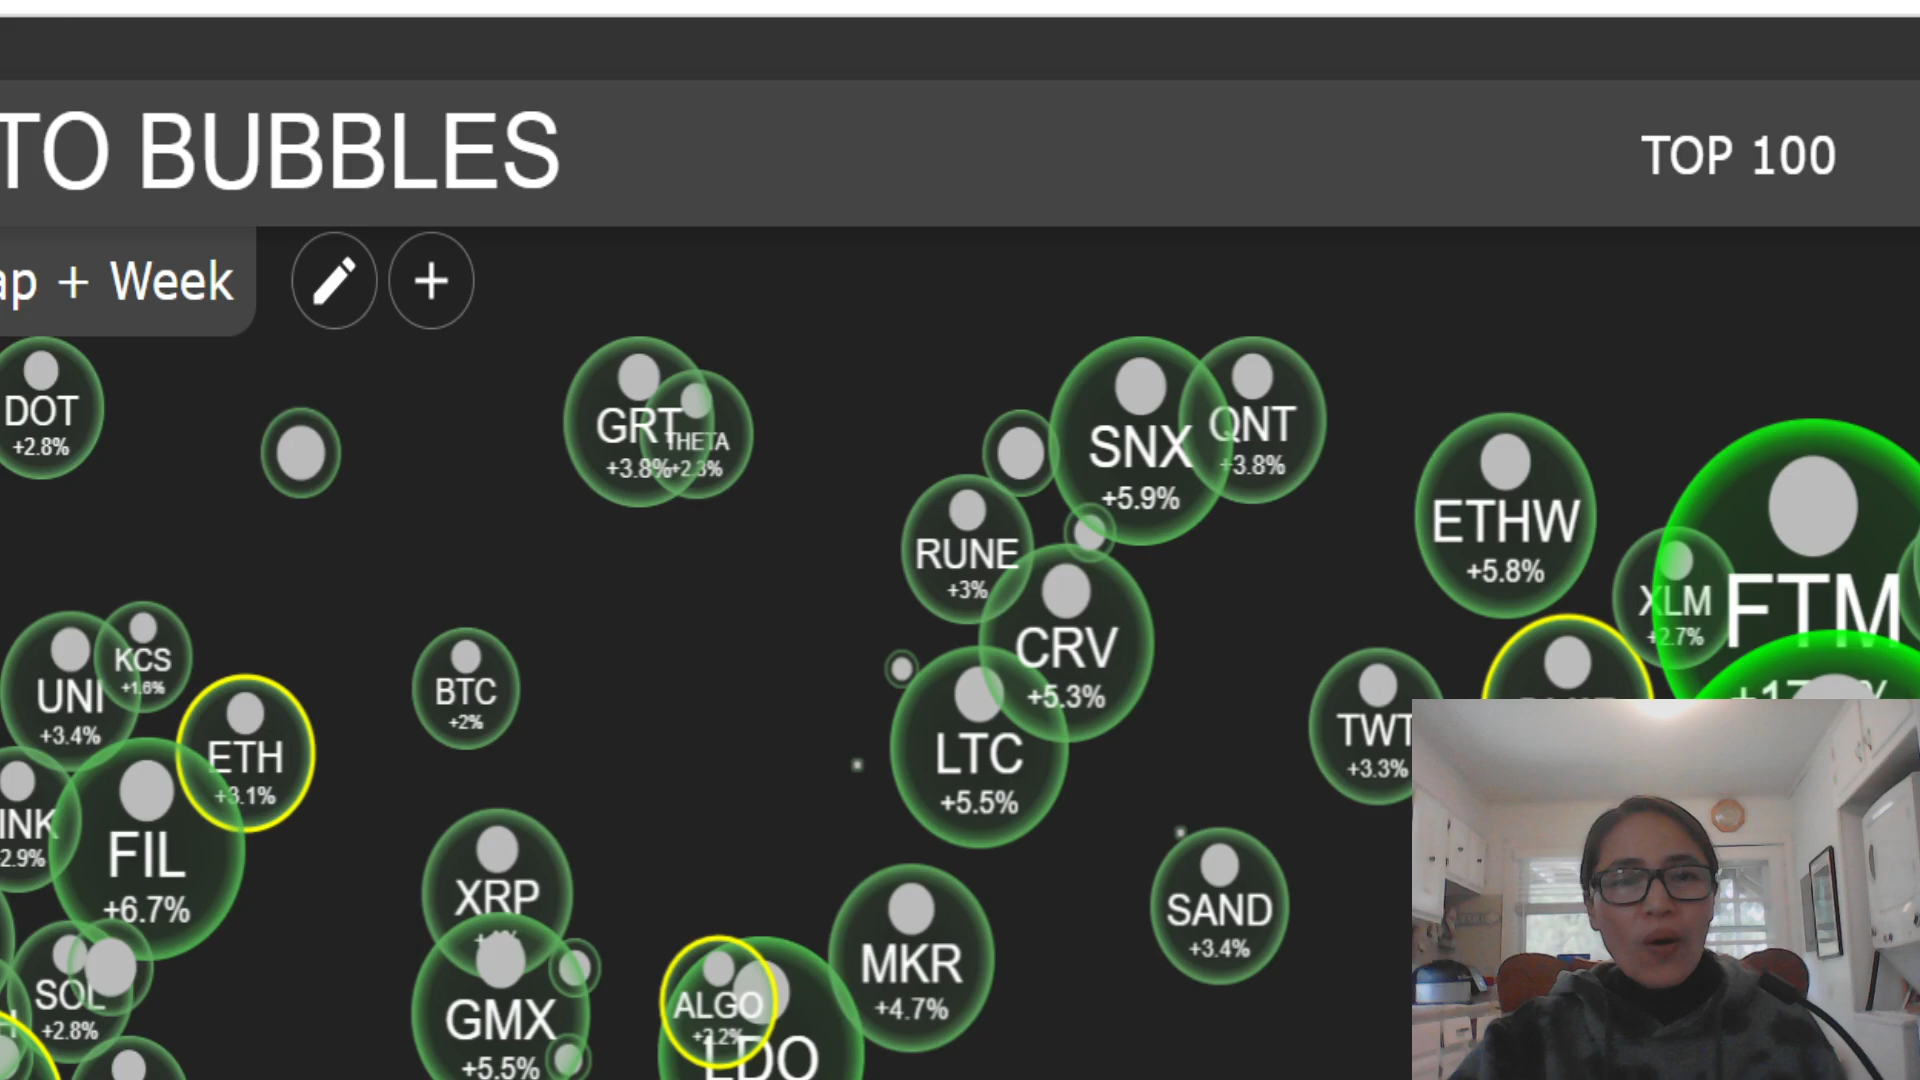 TO BUBBLES
TOP 100
ap + Week
DOT
+2.8%
GRT
+3.8%
THETA
+2.3%
SNX
+5.9%
QNT
+3.8%
RUNE
+3%
ETHW
+5.8%
XLM
+2.7%
FTM
CRV
+5.3%
UNI
+3.4%
KCS
+1.6%
ETH
+3.1%
BTC
+2%
LTC
+5.5%
TWT
+3.3%
INK
2.9%
FIL
+6.7%
XRP
SAND
+3.4%
MKR
+4.7%
SOL
+2.8%
GMX
+5.5%
ALGO
+2.2%
LDO